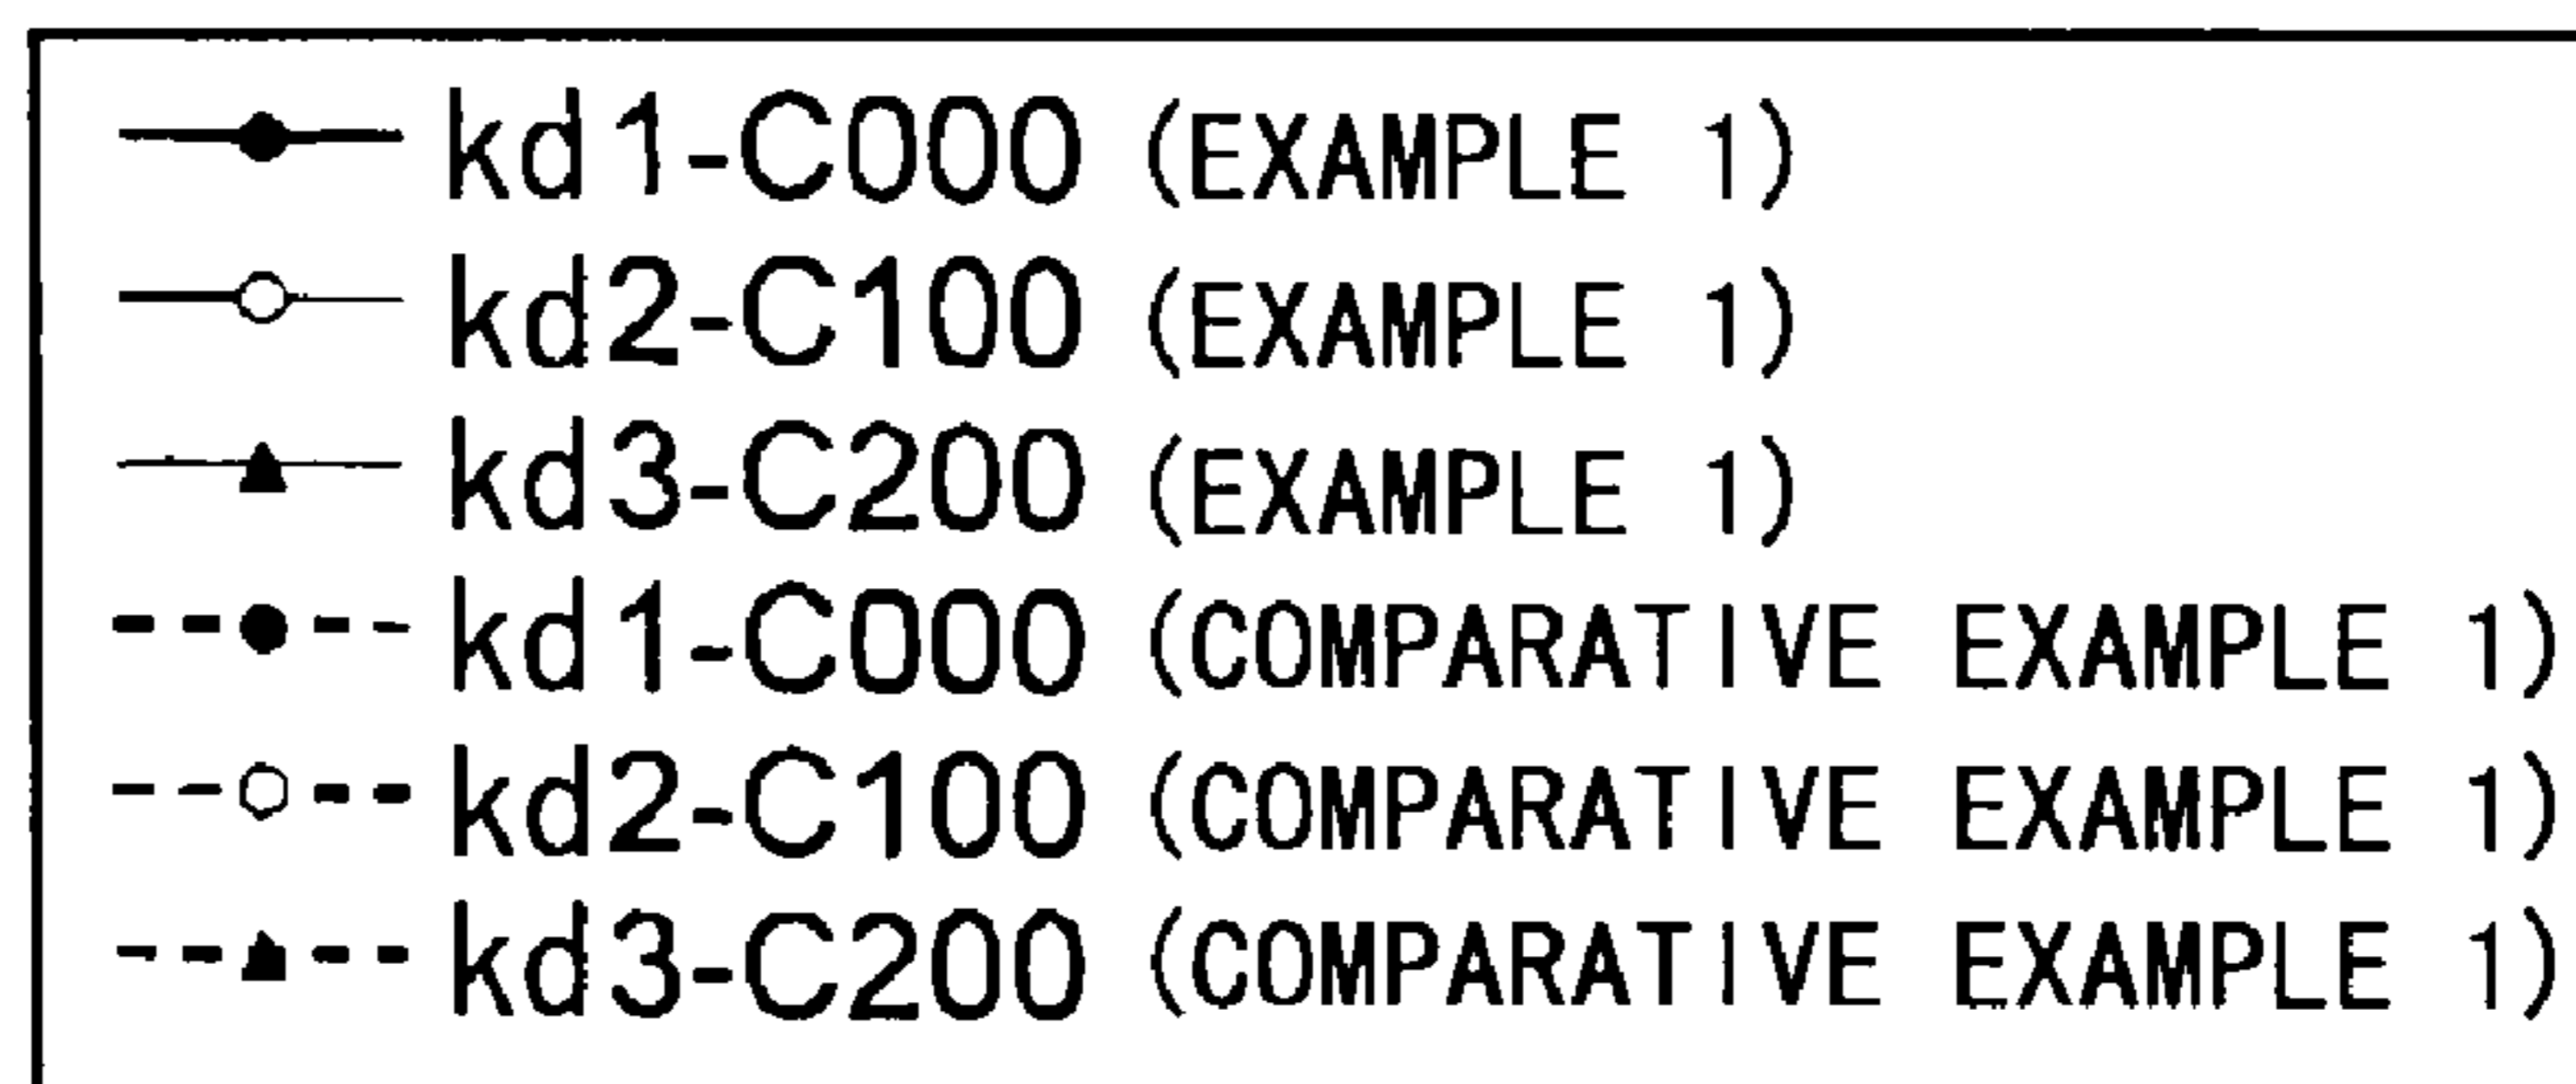 kd1-C000 (EXAMPLE 1)
kd2-C100 (EXAMPLE 1)
kd3-C200 (EXAMPLE 1)
kd1-C000 (COMPARATIVE EXAMPLE 1)
kd2-C100 (COMPARATIVE EXAMPLE 1)
kd3-C200 (COMPARATIVE EXAMPLE 1)